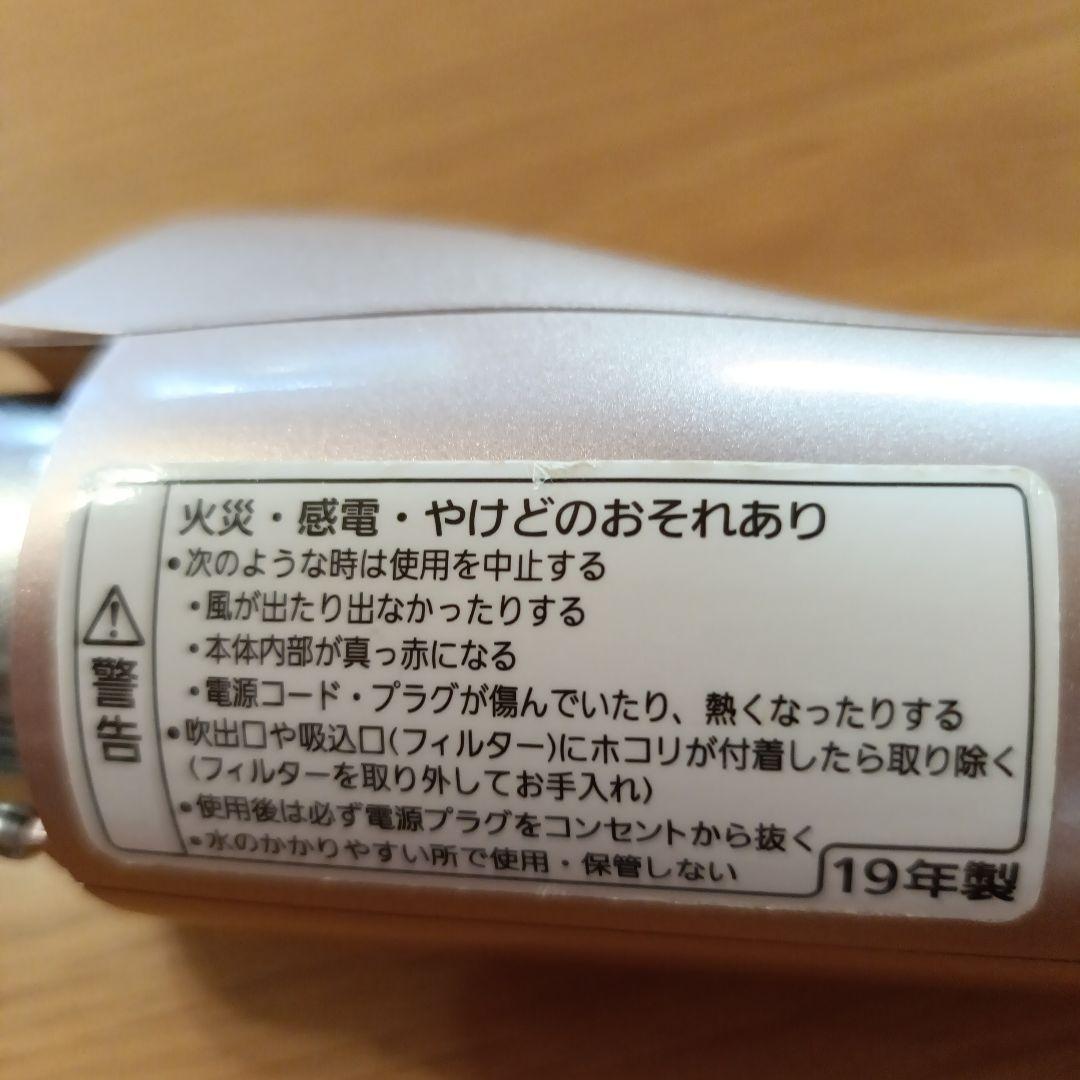 警告
火災・感電・やけどのおそれあり
•次のような時は使用を中止する
•風が出たり出なかったりする
•本体内部が真っ赤になる
•電源コード・プラグが傷んでいたり、熱くなったりする
•吹出口や吸込口(フィルター)にホコリが付着したら取り除く
(フィルターを取り外してお手入れ)
•使用後は必ず電源プラグをコンセントから抜く
•水のかかりやすい所で使用・保管しない
19年製